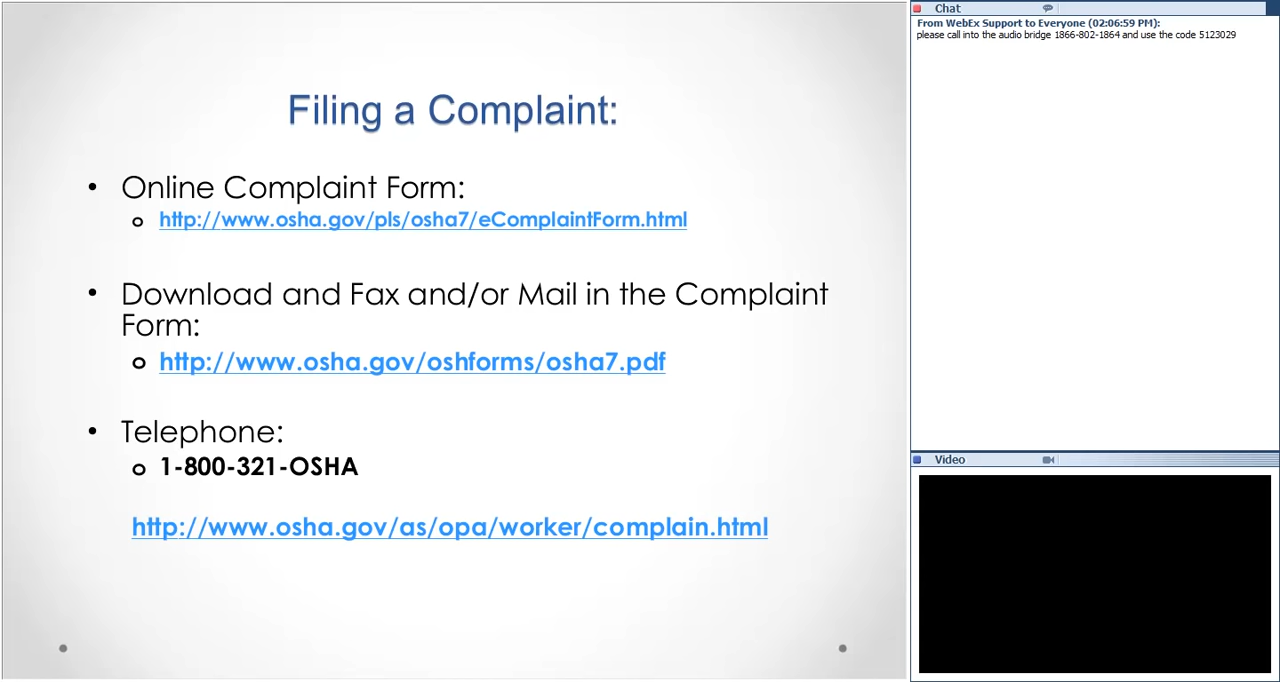 Filing a Complaint:
• Online Complaint Form:
o http://www.osha.gov/pls/osha7/eComplaintForm.html
• Download and Fax and/or Mail in the Complaint
Form:
o http://www.osha.gov/oshforms/osha7.pdf
• Telephone:
o 1-800-321-OSHA
http://www.osha.gov/as/opa/worker/complain.html
Chat
From WebEx Support to Everyone (02:06:59 PM):
please call into the audio bridge 1866-802-1864 and use the code 5123029
Video